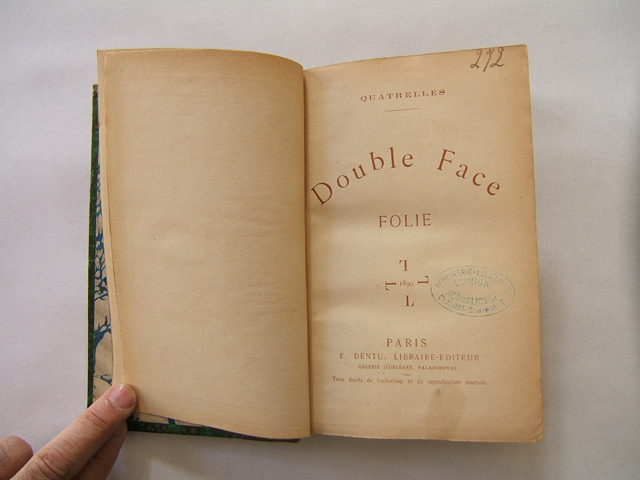 272
QUATRELLES
Double Face
FOLIE
L
L 1890 L
L
PARIS
E. DENTU, LIBRAIRE-ÉDITEUR
GALERIE D'ORLÉANS, PALAIS-ROYAL
Tous droits de traduction et de reproduction réservés.